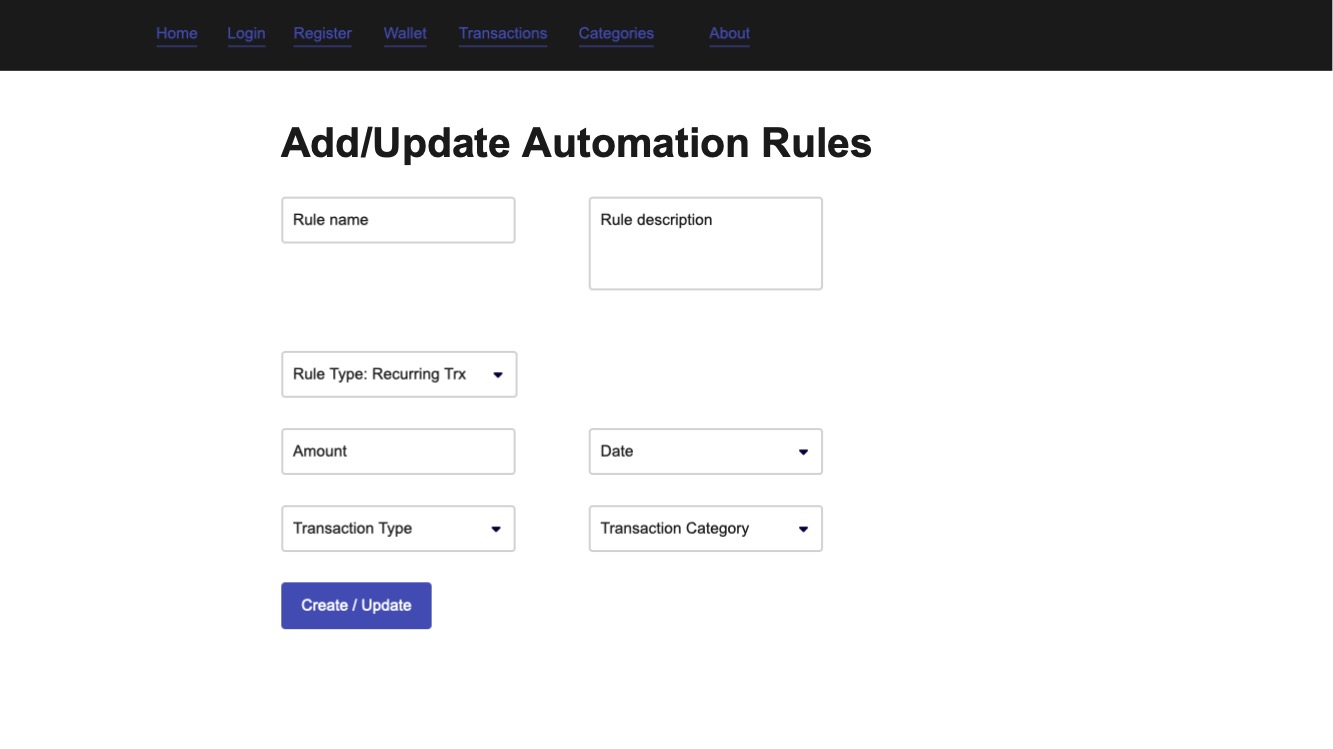 Home Login Register Wallet Transactions Categories About
Add/Update Automation Rules
Rule name
Rule description
Rule Type: Recurring Trx
Amount
Date
Transaction Type
Transaction Category
Create / Update